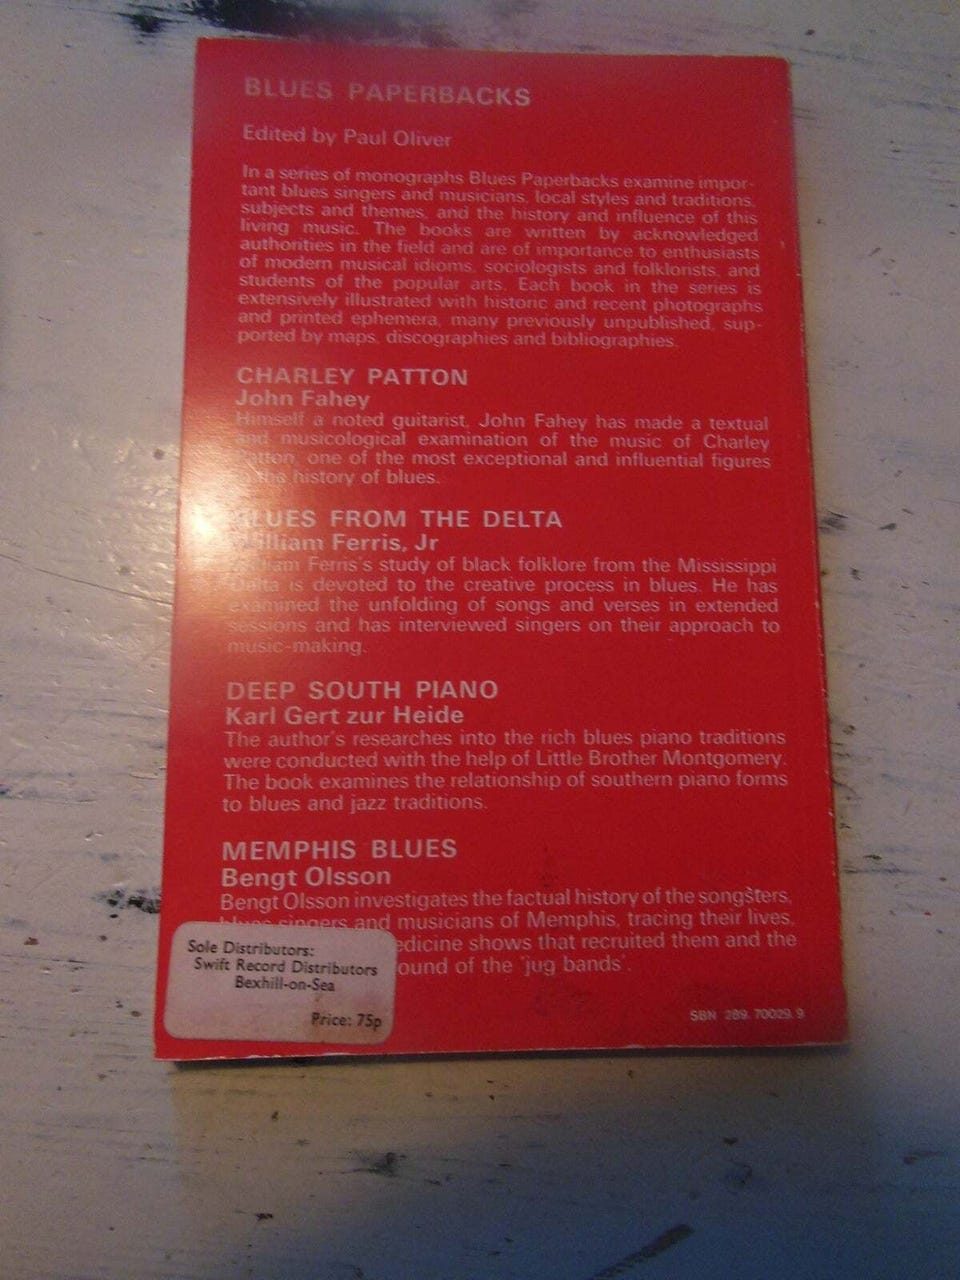 BLUES PAPERBACKS
Edited by Paul Oliver
In a series of monographs Blues Paperbacks examine impor-
tant blues singers and musicians, local styles and traditions,
subjects and themes, and the history and influence of this
living music. The books are written by acknowledged
authorities in the field and are of importance to enthusiasts
of modern musical idioms, sociologists and folklorists, and
students of the popular arts. Each book in the series is
extensively illustrated with historic and recent photographs
and printed ephemera, many previously unpublished, sup-
ported by maps, discographies and bibliographies.
CHARLEY PATTON
John Fahey
Himself a noted guitarist, John Fahey has made a textual
and musicological examination of the music of Charley
Patton, one of the most exceptional and influential figures
in the history of blues.
BLUES FROM THE DELTA
William Ferris, Jr
William Ferris's study of black folklore from the Mississippi
Delta is devoted to the creative process in blues. He has
examined the unfolding of songs and verses in extended
sessions and has interviewed singers on their approach to
music-making.
DEEP SOUTH PIANO
Karl Gert zur Heide
The author's researches into the rich blues piano traditions
were conducted with the help of Little Brother Montgomery.
The book examines the relationship of southern piano forms
to blues and jazz traditions.
MEMPHIS BLUES
Bengt Olsson
Bengt Olsson investigates the factual history of the songsters,
blues singers and musicians of Memphis, tracing their lives,
edicine shows that recruited them and the
ound of the 'jug bands'.
Sole Distributors:
Swift Record Distributors
Bexhill-on-Sea
Price: 75p
SBN 289.70029.9